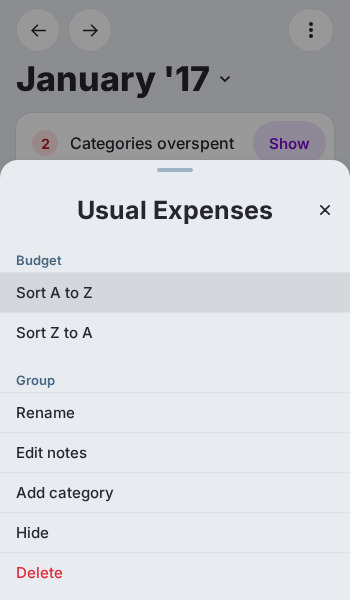 January '17
2 Categories overspent Show
Usual Expenses
Budget
Sort A to Z
Sort Z to A
Group
Rename
Edit notes
Add category
Hide
Delete